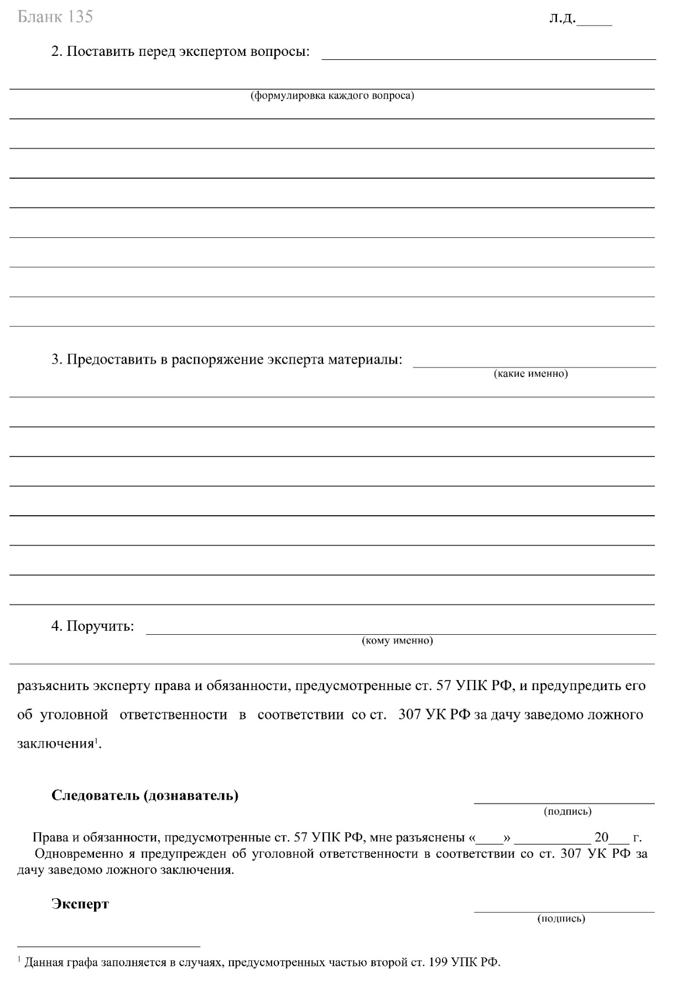 Бланк 135 л.д._____
2. Поставить перед экспертом вопросы:
(формулировка каждого вопроса)
3. Предоставить в распоряжение эксперта материалы:
(какие именно)
4. Поручить:
(кому именно)
разъяснить эксперту права и обязанности, предусмотренные ст. 57 УПК РФ, и предупредить его
об уголовной ответственности в соответствии со ст. 307 УК РФ за дачу заведомо ложного
заключения¹.
Следователь (дознаватель)
(подпись)
Права и обязанности, предусмотренные ст. 57 УПК РФ, мне разъяснены «____» ___________ 20___ г.
Одновременно я предупрежден об уголовной ответственности в соответствии со ст. 307 УК РФ за
дачу заведомо ложного заключения.
Эксперт
(подпись)
¹ Данная графа заполняется в случаях, предусмотренных частью второй ст. 199 УПК РФ.